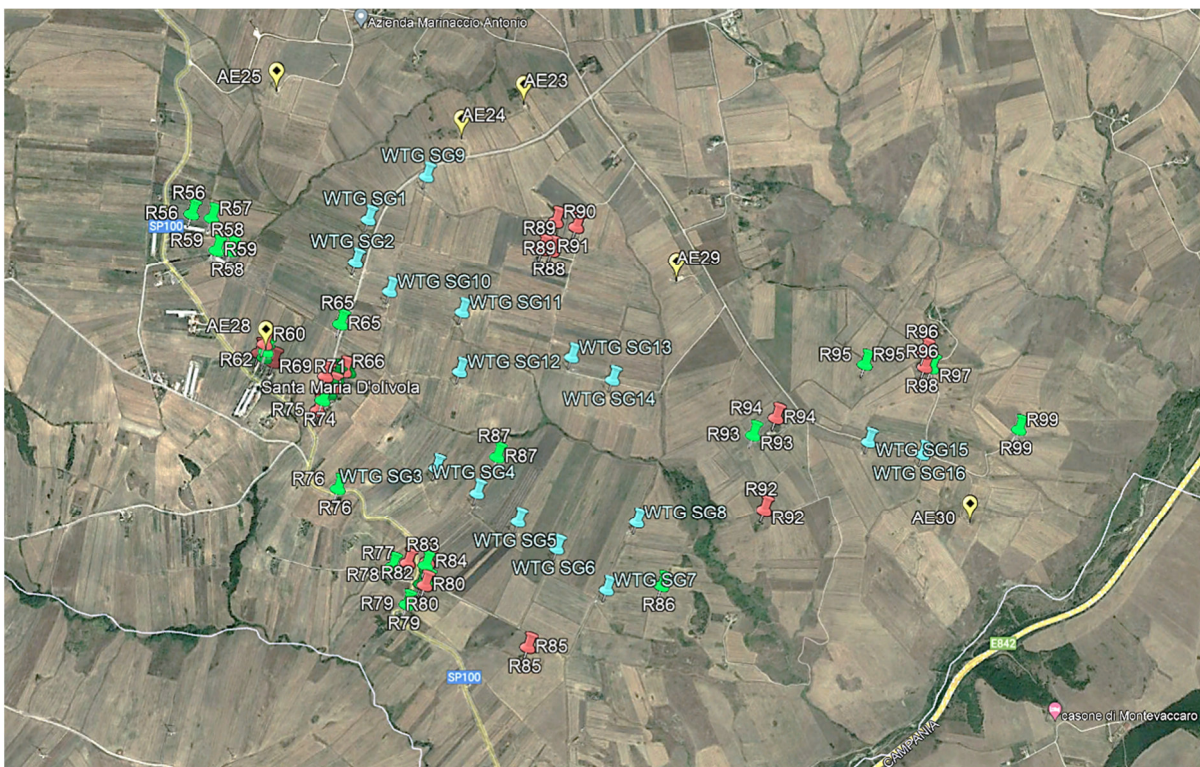 Azienda Marinaccio Antonio
AE25
AE23
AE24
WTG SG9
R56
R57
R56
WTG SG1
R90
SP100
R58
R89
R59
R59
R91
WTG SG2
R89
R58
R88
AE29
WTG SG10
WTG SG11
R65
R65
AE28
R60
R96
WTG SG13
R95
R95
R96
R62
R69
R71
R66
WTG SG12
R97
R98
Santa Maria D'olivola
WTG SG14
R75
R74
R94
R94
R99
R93
R93
R87
WTG SG15
R99
R87
WTG SG16
R76
WTG SG3
WTG SG4
R76
R92
WTG SG8
R92
AE30
WTG SG5
R83
R77
R84
WTG SG6
R78
R82
WTG SG7
R80
R79
R80
R86
R79
R85
R85
E842
SP100
casone di Montevaccaro
CAMPANIA